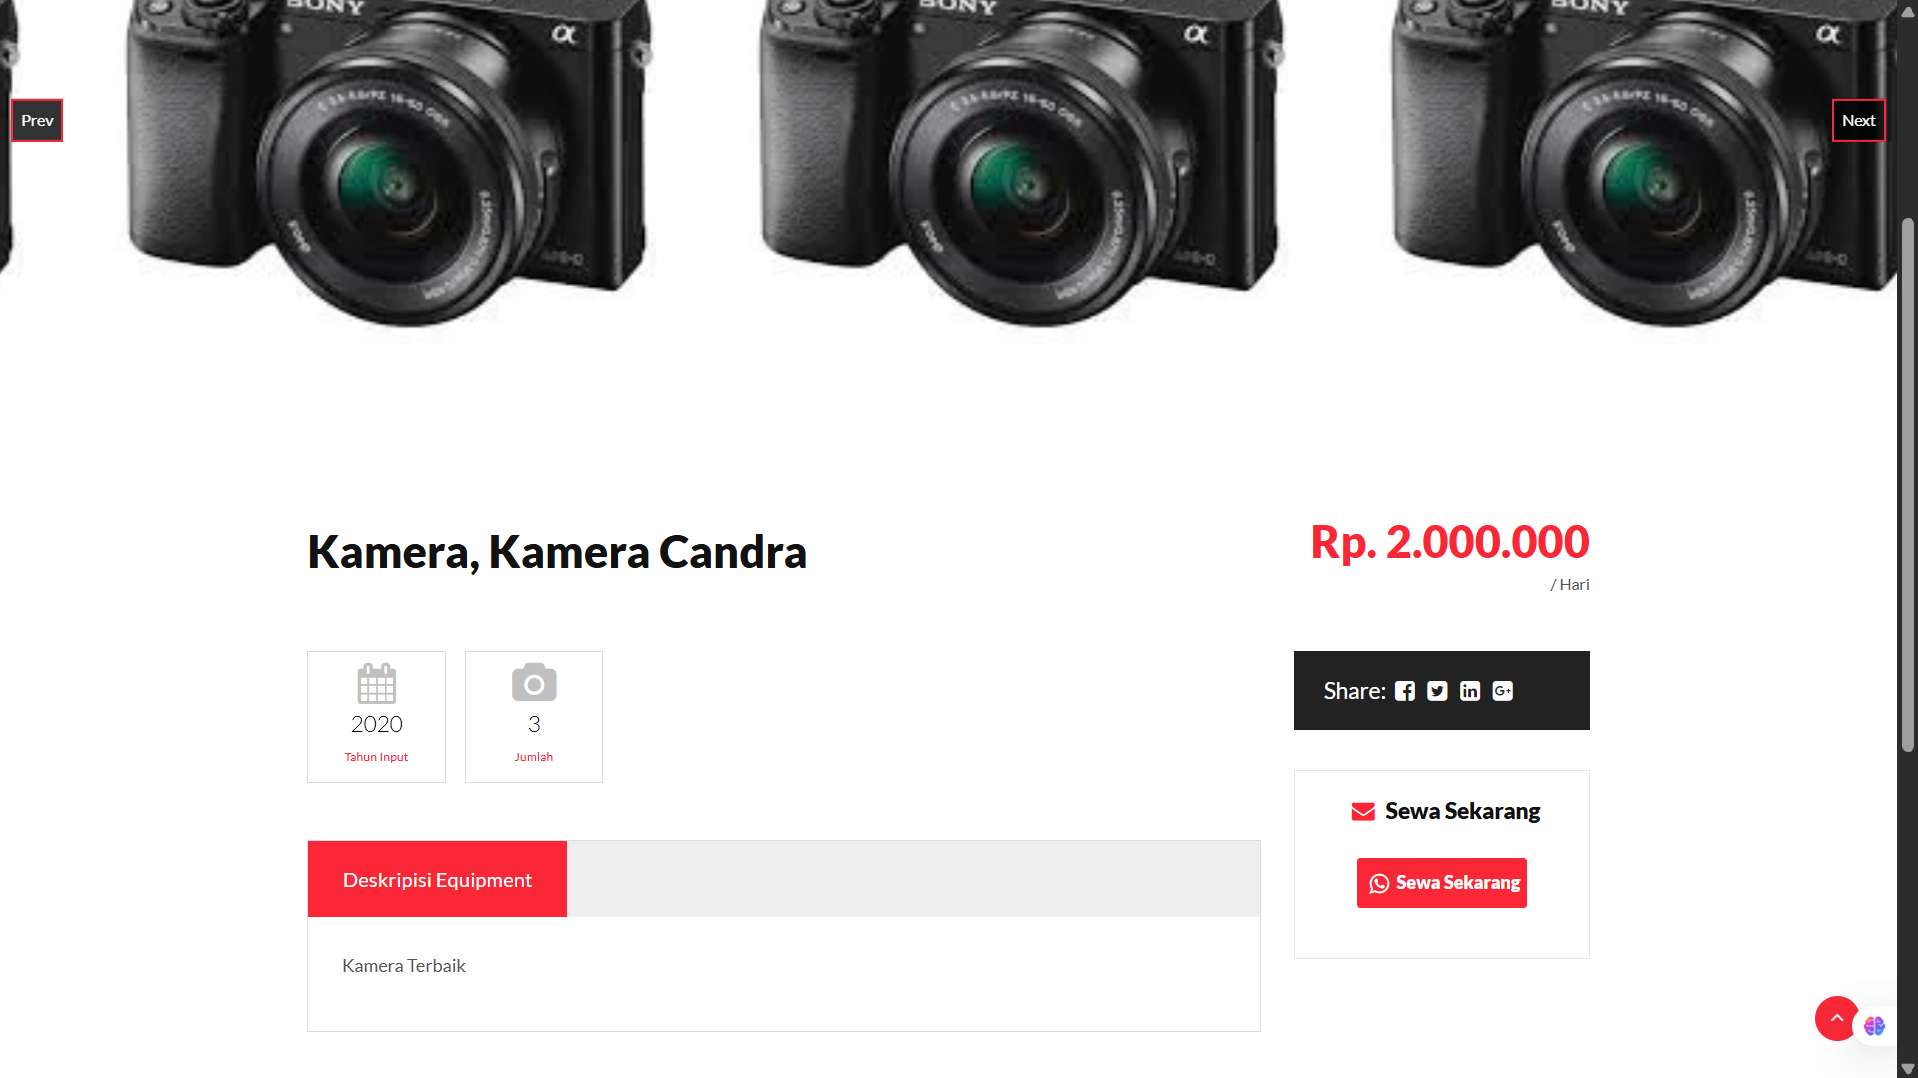 SONY SONY SONY
α α α
Prev
Next
Kamera, Kamera Candra
Rp. 2.000.000
/ Hari
2020
Tahun Input
3
Jumlah
Share:
Sewa Sekarang
Sewa Sekarang
Deskripisi Equipment
Kamera Terbaik